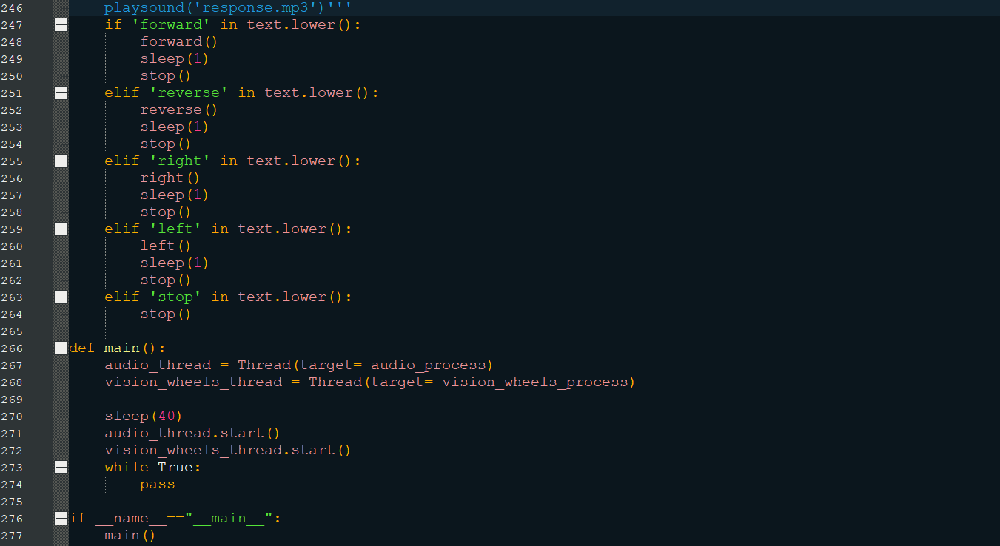 246     playsound('response.mp3')'''
247     if 'forward' in text.lower():
248         forward()
249         sleep(1)
250         stop()
251     elif 'reverse' in text.lower():
252         reverse()
253         sleep(1)
254         stop()
255     elif 'right' in text.lower():
256         right()
257         sleep(1)
258         stop()
259     elif 'left' in text.lower():
260         left()
261         sleep(1)
262         stop()
263     elif 'stop' in text.lower():
264         stop()
265
266 def main():
267     audio_thread = Thread(target= audio_process)
268     vision_wheels_thread = Thread(target= vision_wheels_process)
269
270     sleep(40)
271     audio_thread.start()
272     vision_wheels_thread.start()
273     while True:
274         pass
275
276 if __name__=="__main__":
277     main()